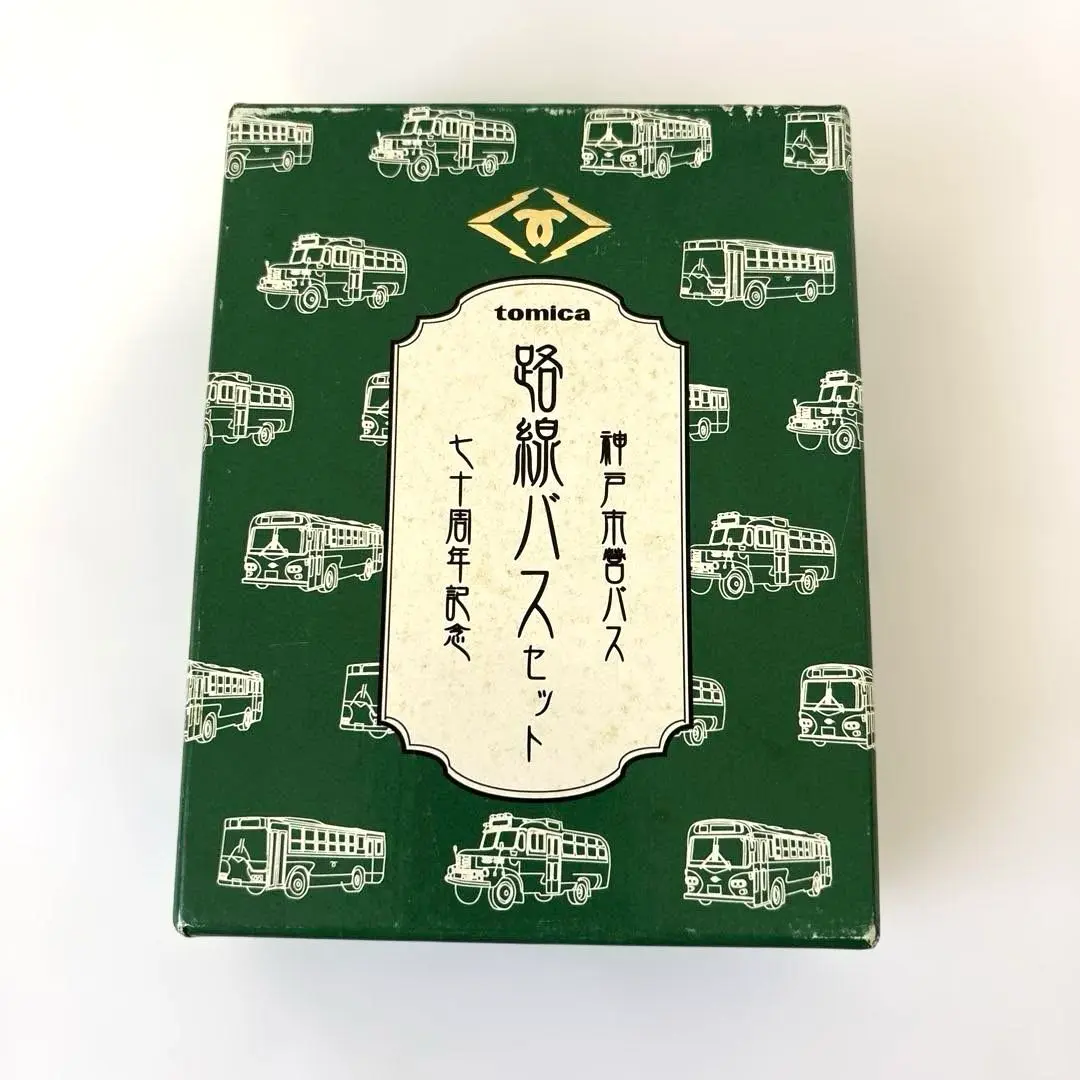 tomica
神戸市営バス
路線バスセット
七十周年記念